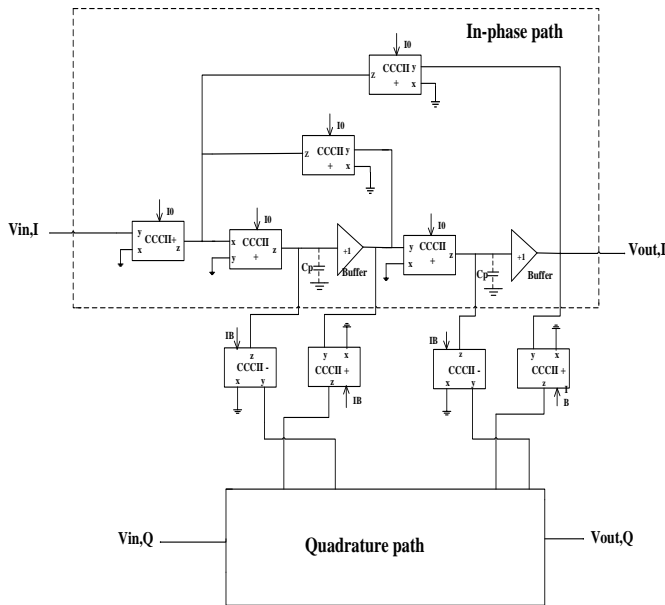 In-phase path
I0
z CCCII y
+ x
I0
z CCCII y
+ x
Vin,I
I0
y CCCII+
x z
I0
x CCCII z
y +
+1
Buffer
Cp
I0
y CCCII z
x +
+1
Buffer
Cp
Vout,I
IB
z
CCCII -
x y
y x
CCCII +
z
IB
IB
z
CCCII -
x y
y x
CCCII +
z
I
B
Vin,Q
Quadrature path
Vout,Q